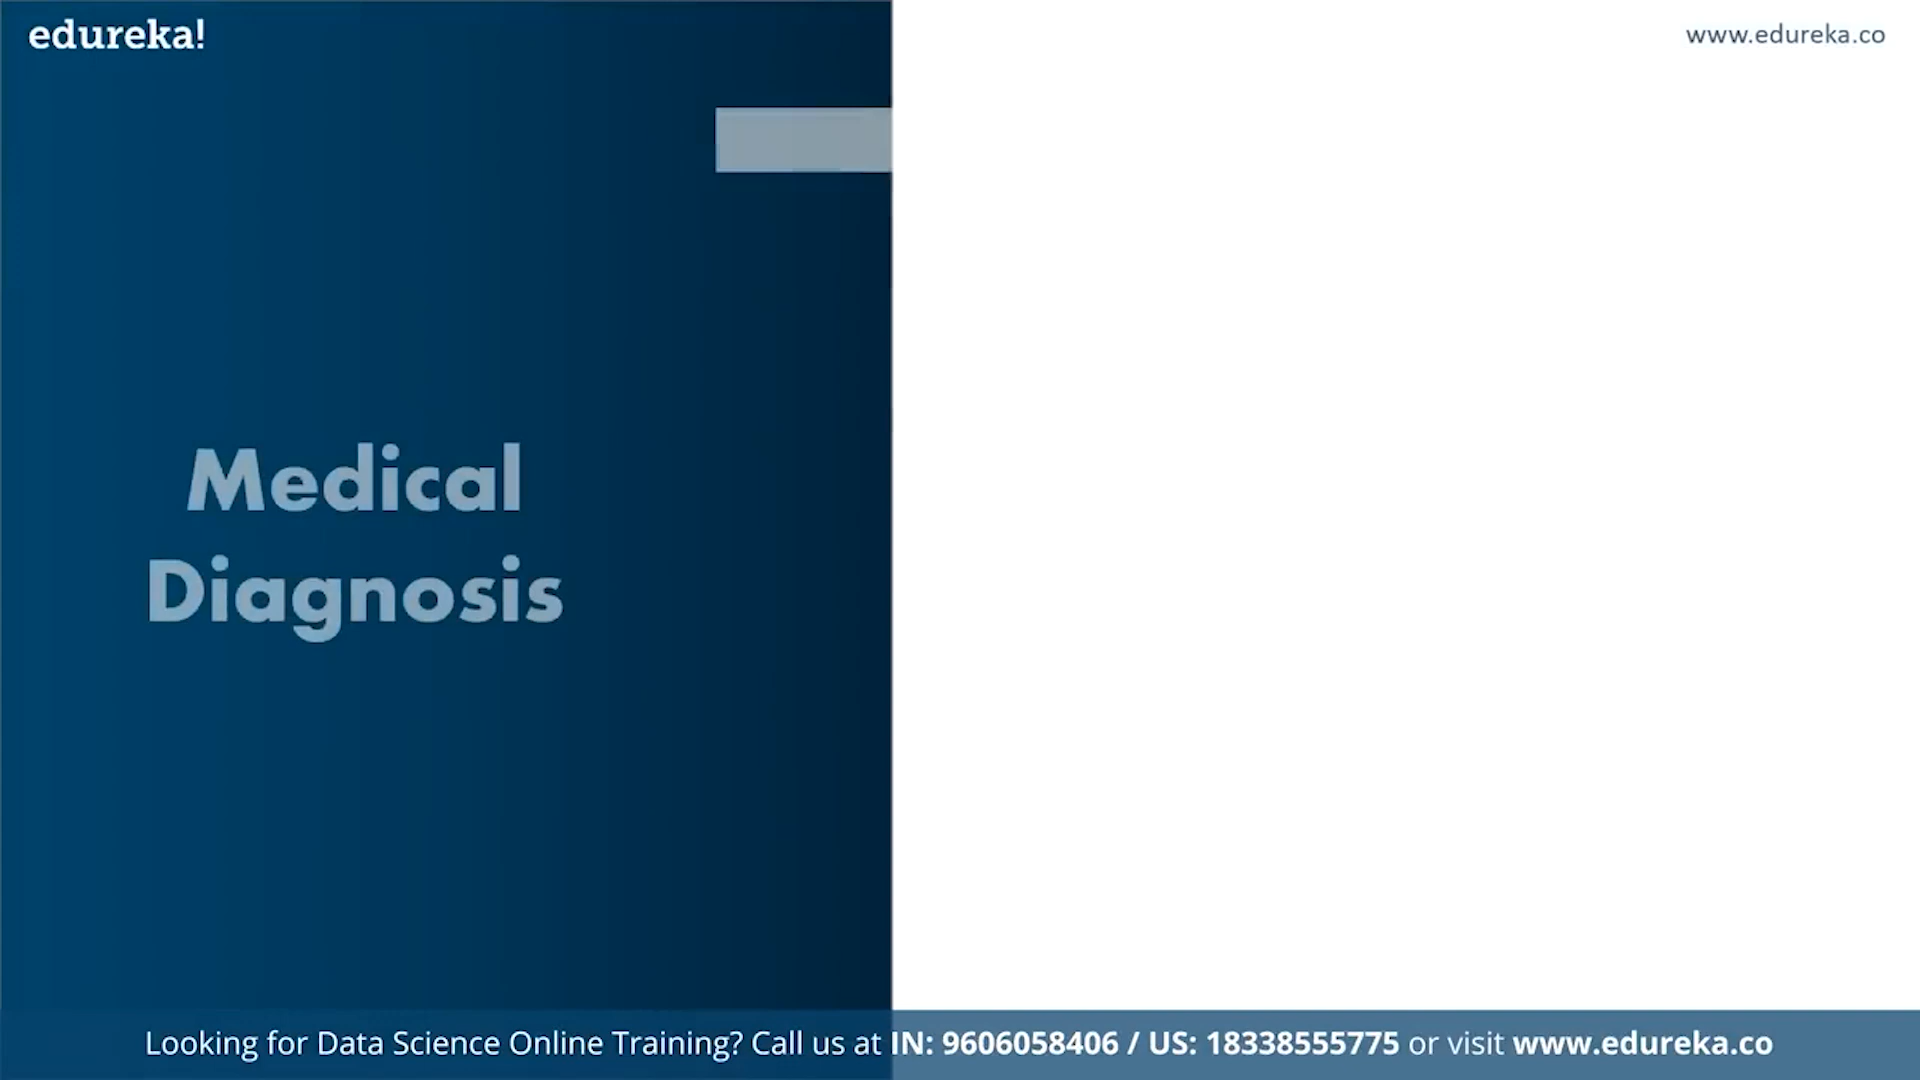 edureka!
www.edureka.co
Medical
Diagnosis
Looking for Data Science Online Training? Call us at IN: 9606058406 / US: 18338555775 or visit www.edureka.co